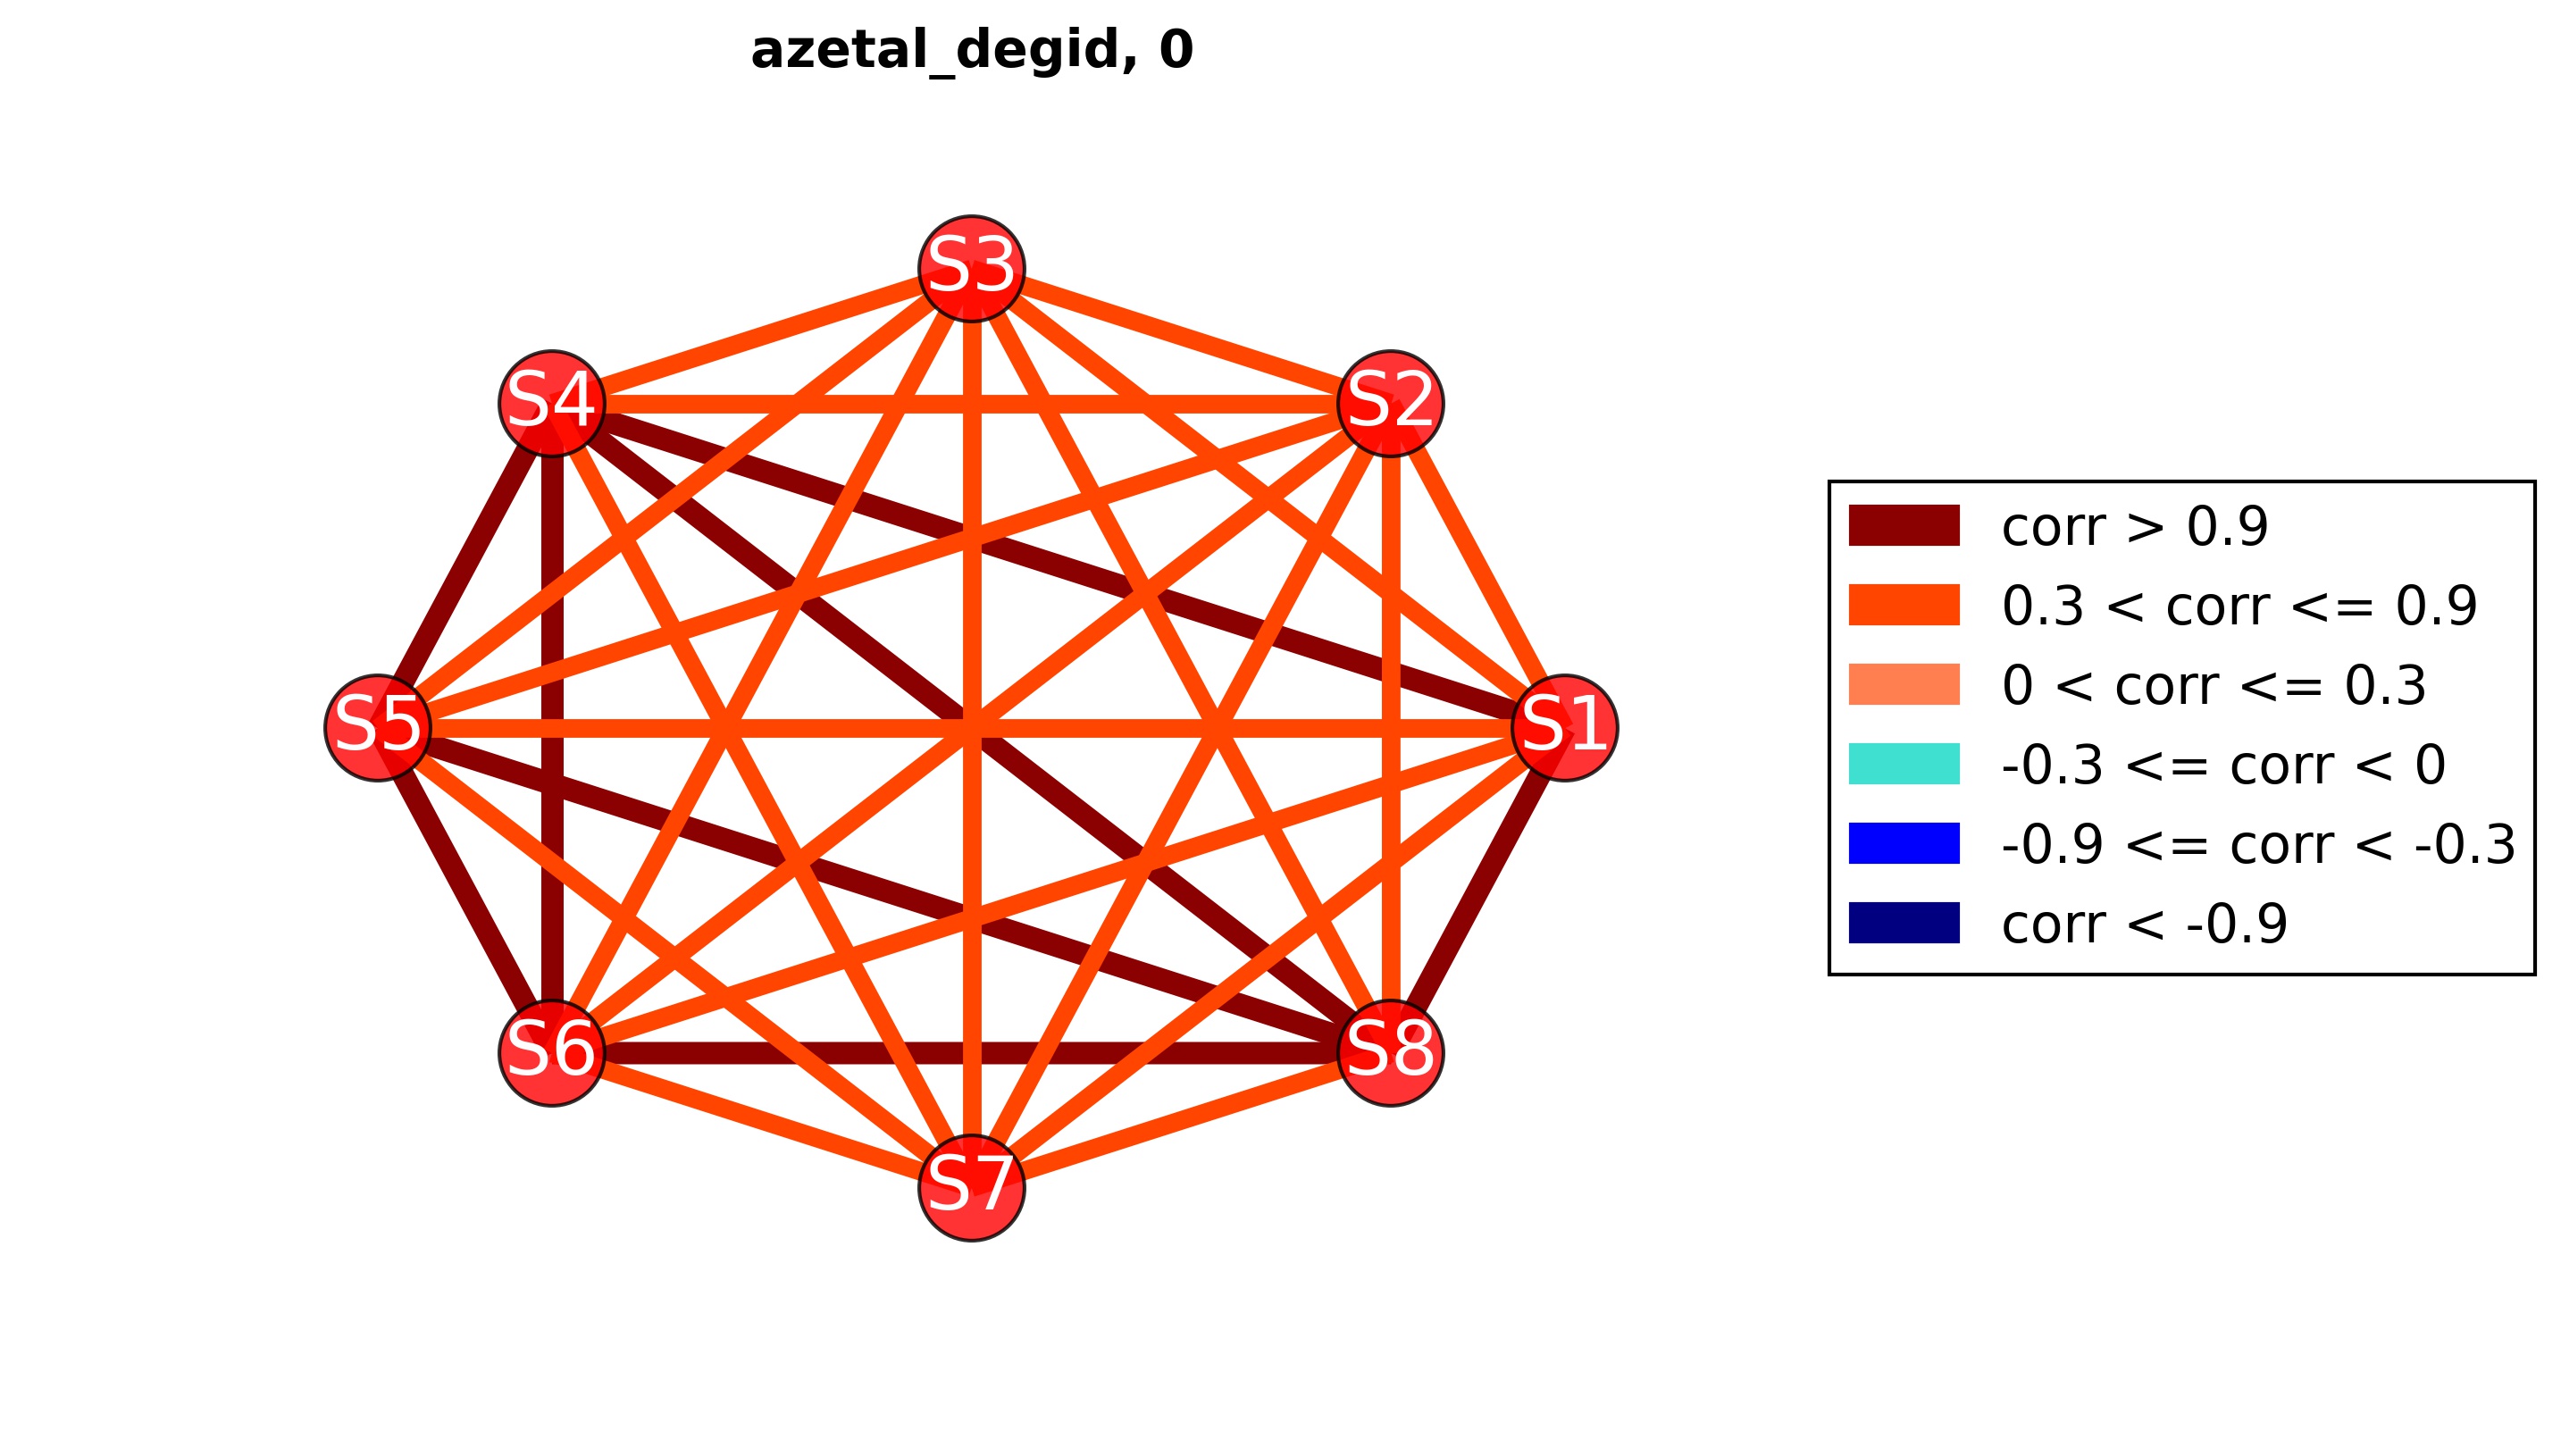 azetal_degid, 0
S3
S4
S2
S5
S1
S6
S8
S7
corr > 0.9
0.3 < corr <= 0.9
0 < corr <= 0.3
-0.3 <= corr < 0
-0.9 <= corr < -0.3
corr < -0.9